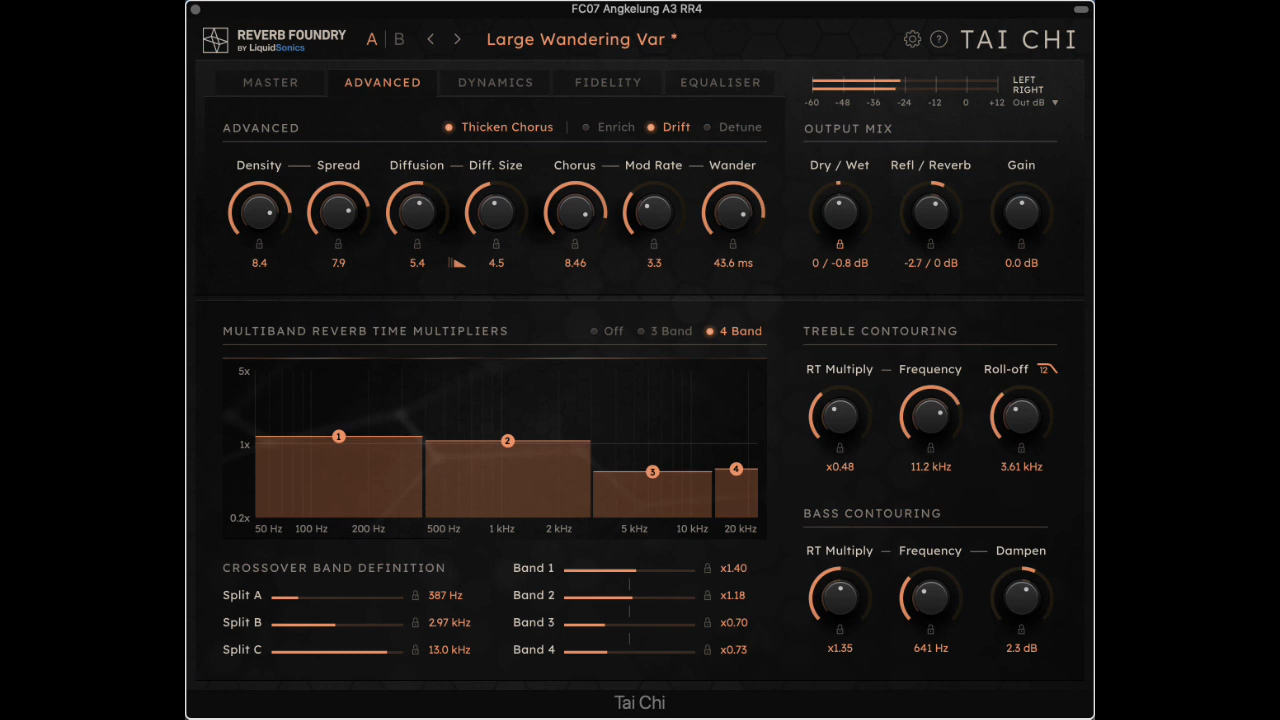 FC07 Angkelung A3 RR4
REVERB FOUNDRY
BY LiquidSonics
A | B < > Large Wandering Var * ? TAI CHI
MASTER ADVANCED DYNAMICS FIDELITY EQUALISER
LEFT
RIGHT
-60 -48 -36 -24 -12 0 +12 Out dB
ADVANCED Thicken Chorus | Enrich Drift Detune
OUTPUT MIX
Density Spread Diffusion Diff. Size Chorus Mod Rate Wander
Dry / Wet Refl / Reverb Gain
8.4 7.9 5.4 4.5 8.46 3.3 43.6 ms
0 / -0.8 dB -2.7 / 0 dB 0.0 dB
MULTIBAND REVERB TIME MULTIPLIERS Off 3 Band 4 Band
5x
1x
0.2x
1 2 3 4
50 Hz 100 Hz 200 Hz 500 Hz 1 kHz 2 kHz 5 kHz 10 kHz 20 kHz
TREBLE CONTOURING
RT Multiply Frequency Roll-off 12
x0.48 11.2 kHz 3.61 kHz
BASS CONTOURING
RT Multiply Frequency Dampen
x1.35 641 Hz 2.3 dB
CROSSOVER BAND DEFINITION
Split A 387 Hz
Split B 2.97 kHz
Split C 13.0 kHz
Band 1 x1.40
Band 2 x1.18
Band 3 x0.70
Band 4 x0.73
Tai Chi